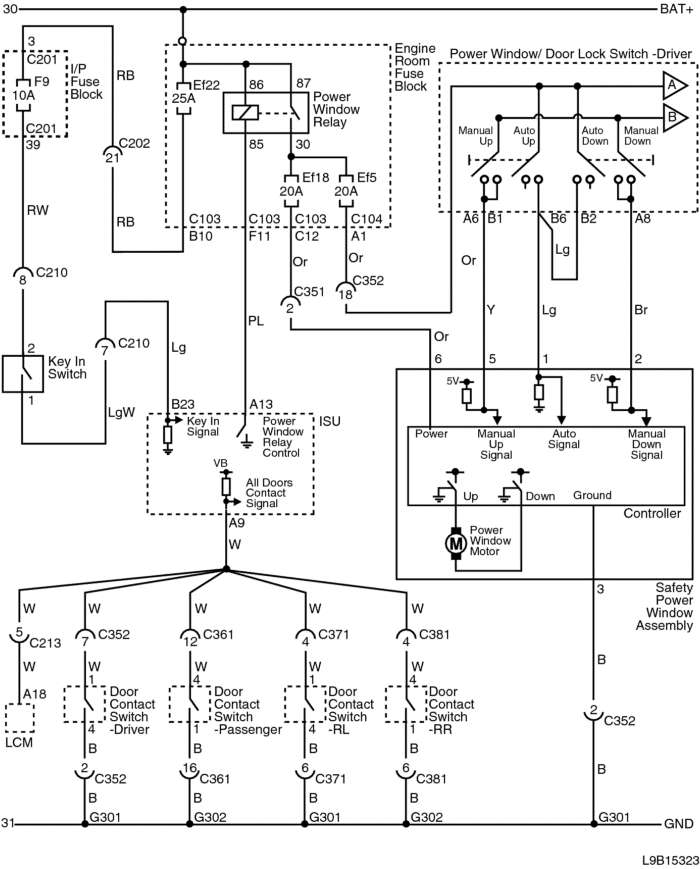 30
BAT+
3
C201
F9
10A
C201
39
I/P
Fuse
Block
RB
C202
21
RB
Ef22
25A
86
87
Power
Window
Relay
85
30
Ef18
20A
Ef5
20A
Engine
Room
Fuse
Block
C103
C103
C103
C104
B10
F11
C12
A1
Power Window/ Door Lock Switch -Driver
A
B
Manual
Up
Auto
Up
Auto
Down
Manual
Down
A6
B1
B6
B2
A8
RW
8
C210
Or
Or
C351
2
C352
18
Or
Lg
Y
Lg
Br
PL
Or
2
Key In
Switch
1
C210
7
Lg
LgW
6
5
1
2
5V
5V
Power
Manual
Up
Signal
Auto
Signal
Manual
Down
Signal
Up
Down
Ground
Controller
M
Power
Window
Motor
Safety
Power
Window
Assembly
3
B23
A13
ISU
Key In
Signal
Power
Window
Relay
Control
VB
All Doors
Contact
Signal
A9
W
W
W
W
W
W
5
C213
7
C352
12
C361
4
C371
4
C381
W
W
W
W
W
A18
LCM
1
Door
Contact
Switch
-Driver
4
4
Door
Contact
Switch
-Passenger
1
1
Door
Contact
Switch
-RL
4
4
Door
Contact
Switch
-RR
1
B
B
B
B
B
2
C352
16
C361
6
C371
6
C381
2
C352
B
B
B
B
B
31
G301
G302
G301
G302
G301
GND
L9B15323